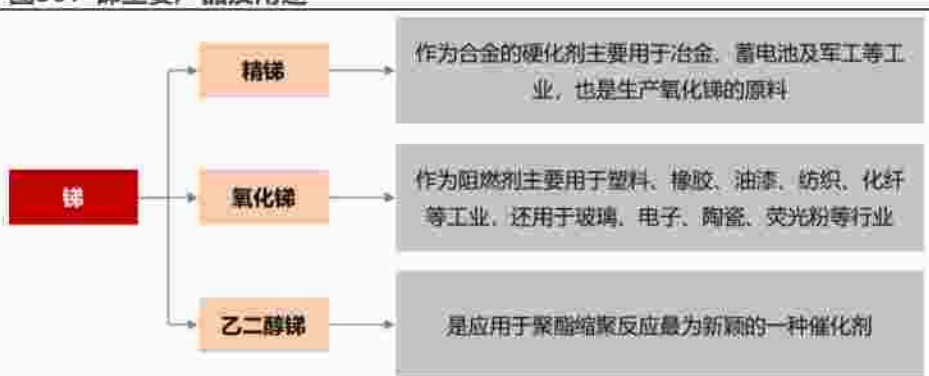 精锑
作为合金的硬化剂主要用于冶金、蓄电池及军工等工
业，也是生产氧化锑的原料
锑
氧化锑
作为阻燃剂主要用于塑料、橡胶、油漆、纺织、化纤
等工业、还用于玻璃、电子、陶瓷、荧光粉等行业
乙二醇锑
是应用于聚酯缩聚反应最为新颖的一种催化剂